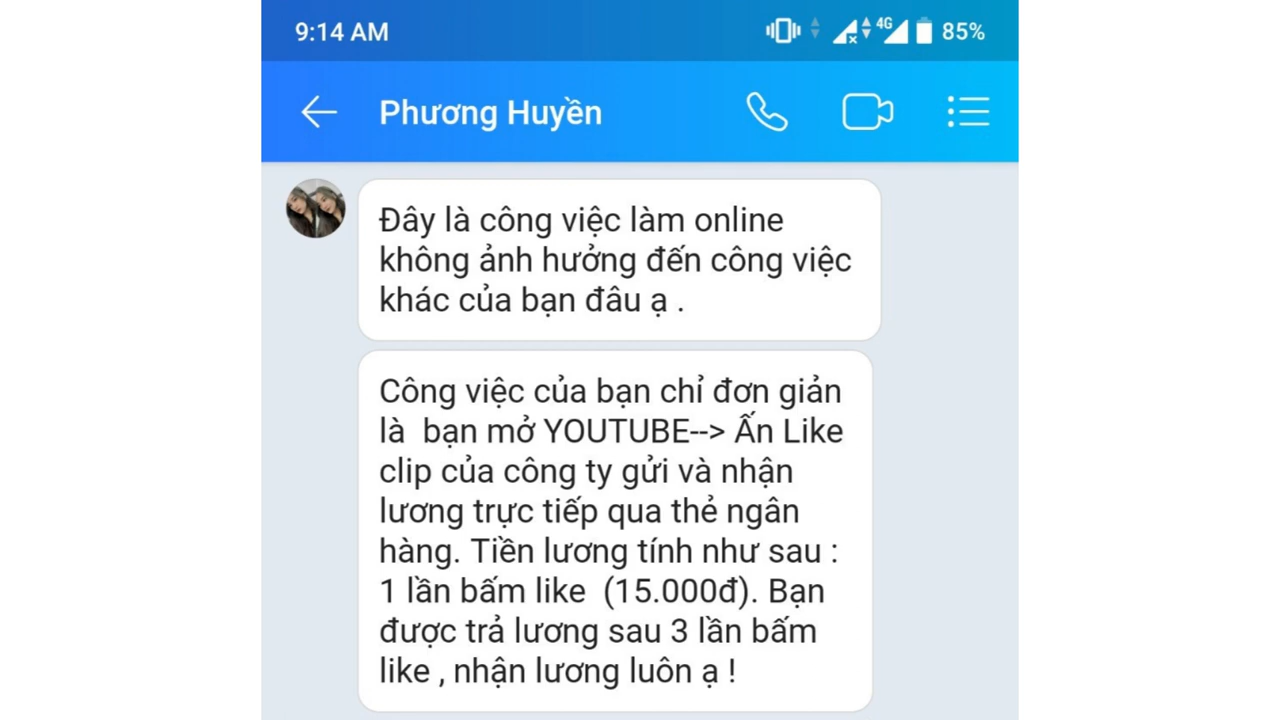 9:14 AM
4G
85%
Phương Huyền
Đây là công việc làm online
không ảnh hưởng đến công việc
khác của bạn đâu ạ .
Công việc của bạn chỉ đơn giản
là  bạn mở YOUTUBE--> Ấn Like
clip của công ty gửi và nhận
lương trực tiếp qua thẻ ngân
hàng. Tiền lương tính như sau :
1 lần bấm like  (15.000đ). Bạn
được trả lương sau 3 lần bấm
like , nhận lương luôn ạ !